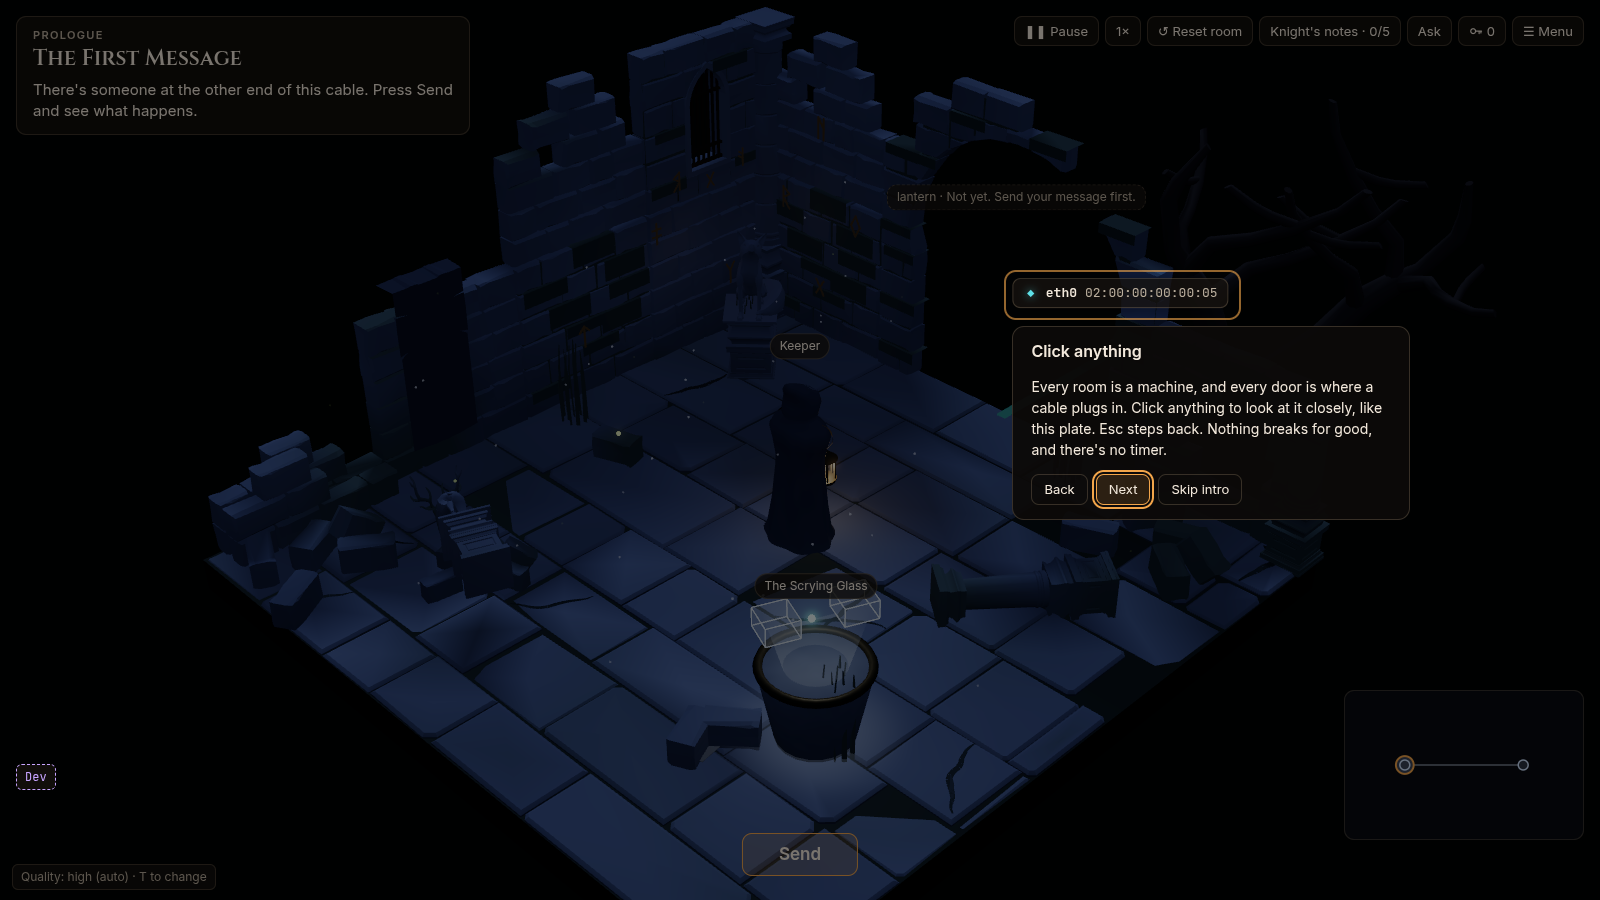 PROLOGUE
The First Message
There's someone at the other end of this cable. Press Send
and see what happens.
❚❚ Pause
1×
↺ Reset room
Knight's notes · 0/5
Ask
0
☰ Menu
lantern · Not yet. Send your message first.
◆ eth0 02:00:00:00:00:05
Click anything
Every room is a machine, and every door is where a
cable plugs in. Click anything to look at it closely, like
this plate. Esc steps back. Nothing breaks for good,
and there's no timer.
Back
Next
Skip intro
Keeper
The Scrying Glass
Dev
Send
Quality: high (auto) · T to change